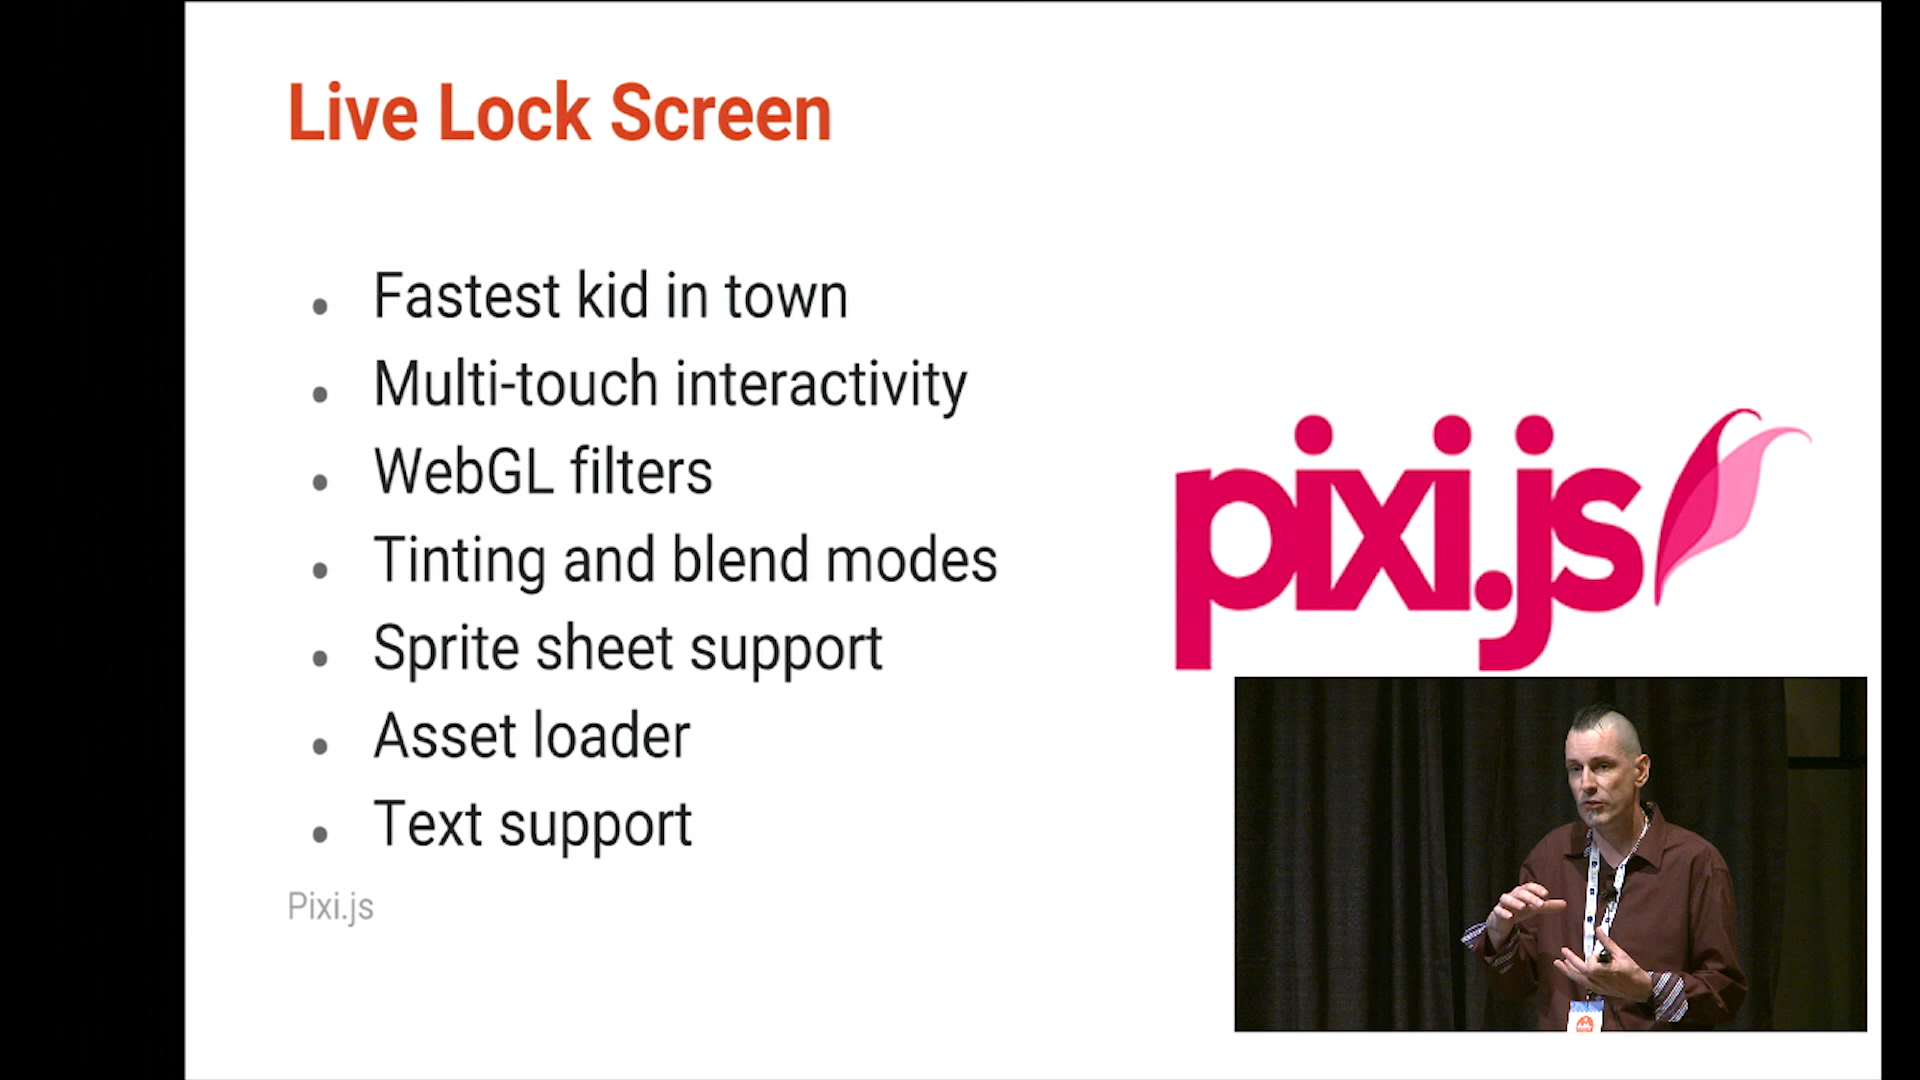 Live Lock Screen
Fastest kid in town
Multi-touch interactivity
WebGL filters
Tinting and blend modes
Sprite sheet support
Asset loader
Text support
Pixi.js
pixi.js